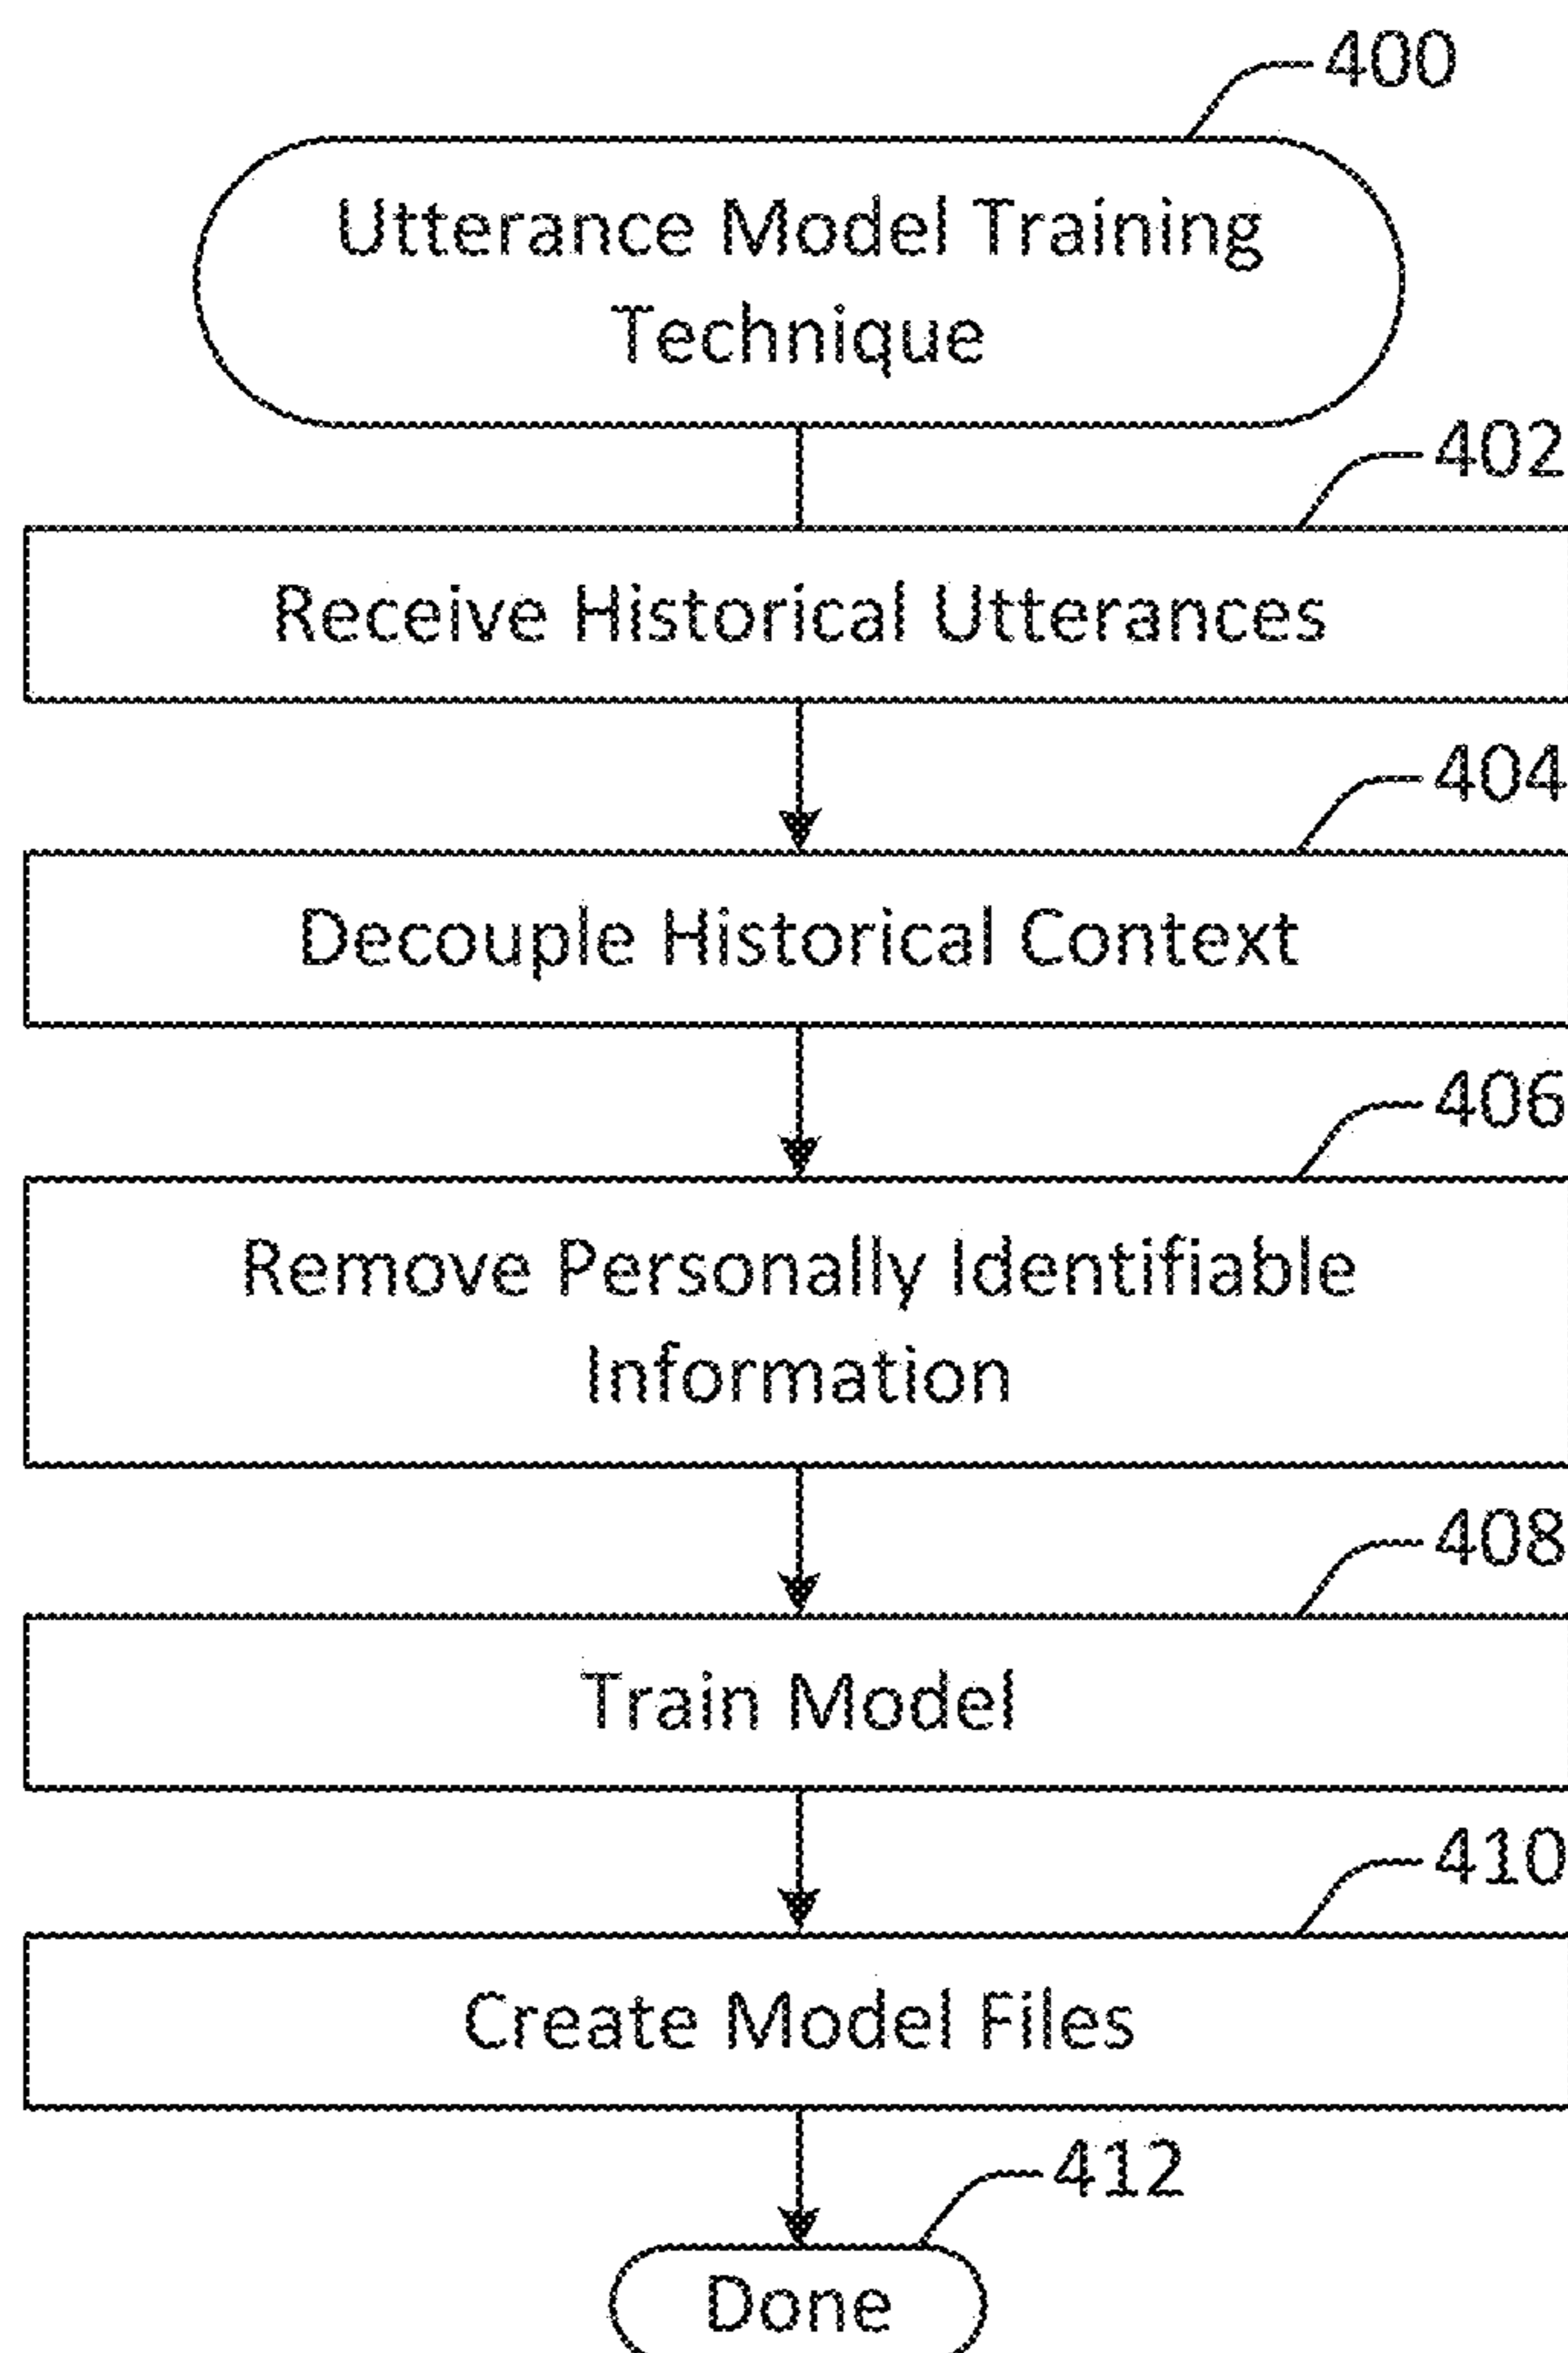 400
Utterance Model Training
Technique
402
Receive Historical Utterances
404
Decouple Historical Context
406
Remove Personally Identifiable
Information
408
Train Model
410
Create Model Files
412
Done